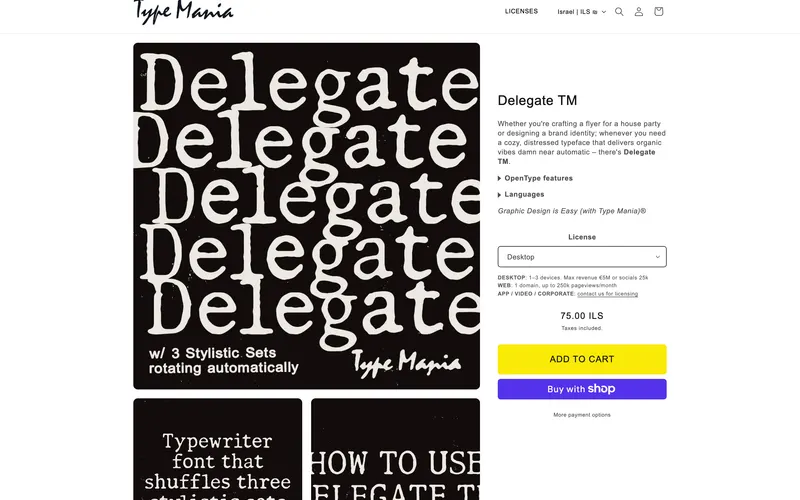 Type Mania
LICENSES
Israel | ILS ₪
Delegate
Delegate
Delegate
Delegate
Delegate
w/ 3 Stylistic Sets
rotating automatically
Type Mania
Typewriter
font that
shuffles three
stylistic sets
HOW TO USE
DELEGATE T
Delegate TM
Whether you're crafting a flyer for a house party
or designing a brand identity; whenever you need
a cozy, distressed typeface that delivers organic
vibes damn near automatic – there's Delegate
TM.
OpenType features
Languages
Graphic Design is Easy (with Type Mania)®
License
Desktop
DESKTOP: 1–3 devices. Max revenue €5M or socials 25k
WEB: 1 domain, up to 250k pageviews/month
APP / VIDEO / CORPORATE: contact us for licensing
75.00 ILS
Taxes included.
ADD TO CART
Buy with shop
More payment options